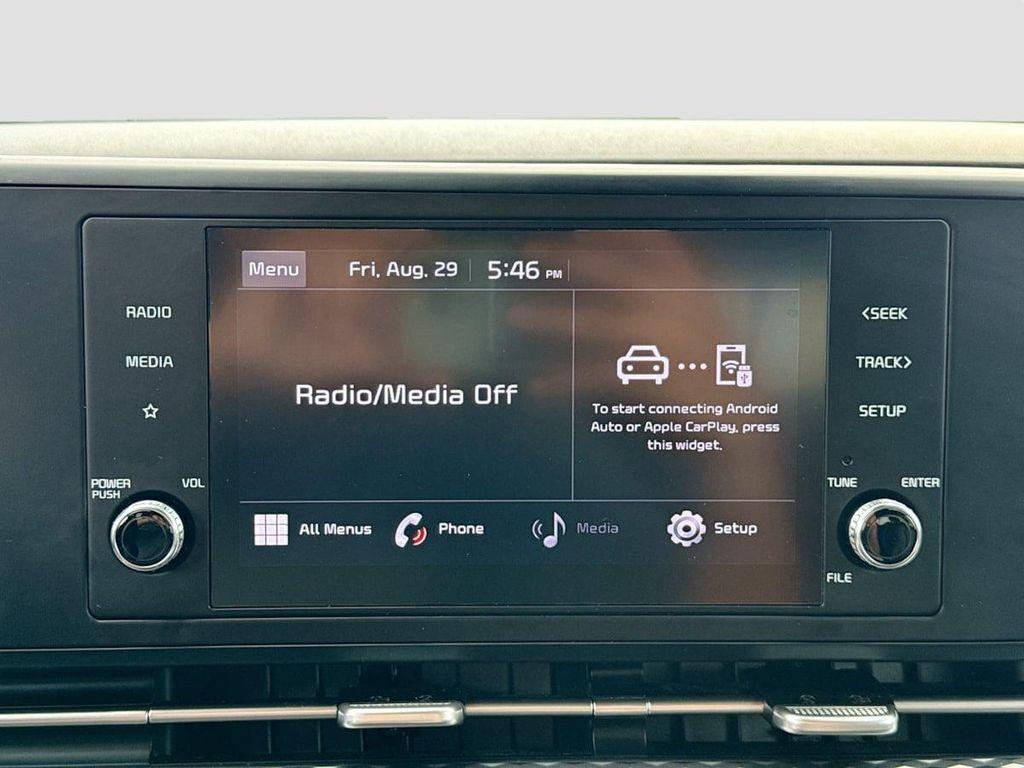 Menu Fri, Aug. 29 5:46 PM
RADIO
MEDIA
POWER
PUSH
VOL
Radio/Media Off
To start connecting Android
Auto or Apple CarPlay, press
this widget.
All Menus Phone Media Setup
<SEEK
TRACK>
SETUP
TUNE
ENTER
FILE